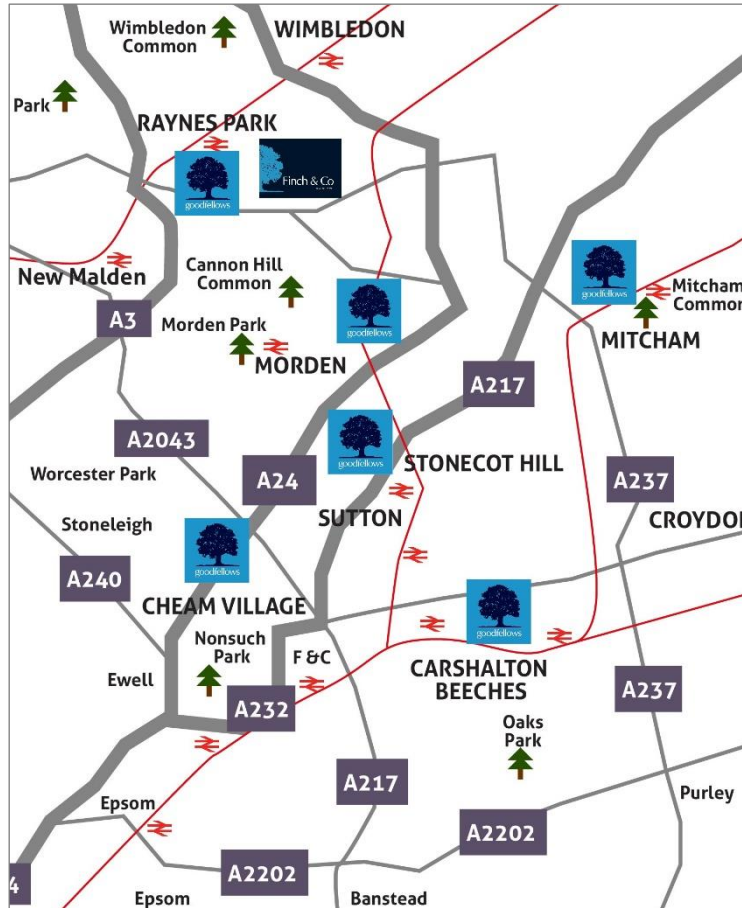 Wimbledon
Common
WIMBLEDON
Park
RAYNES PARK
Finch & Co
goodfellows
New Malden
Cannon Hill
Common
goodfellows
Mitcham
Common
A3
Morden Park
goodfellows
MORDEN
MITCHAM
A217
A2043
Worcester Park
A24
goodfellows
STONECOT HILL
A237
SUTTON
CROYDON
Stoneleigh
goodfellows
A240
CHEAM VILLAGE
goodfellows
Nonsuch
Park
F & C
CARSHALTON
BEECHES
Ewell
A232
A237
Oaks
Park
A217
Purley
Epsom
A2202
A2202
4
Epsom
Banstead